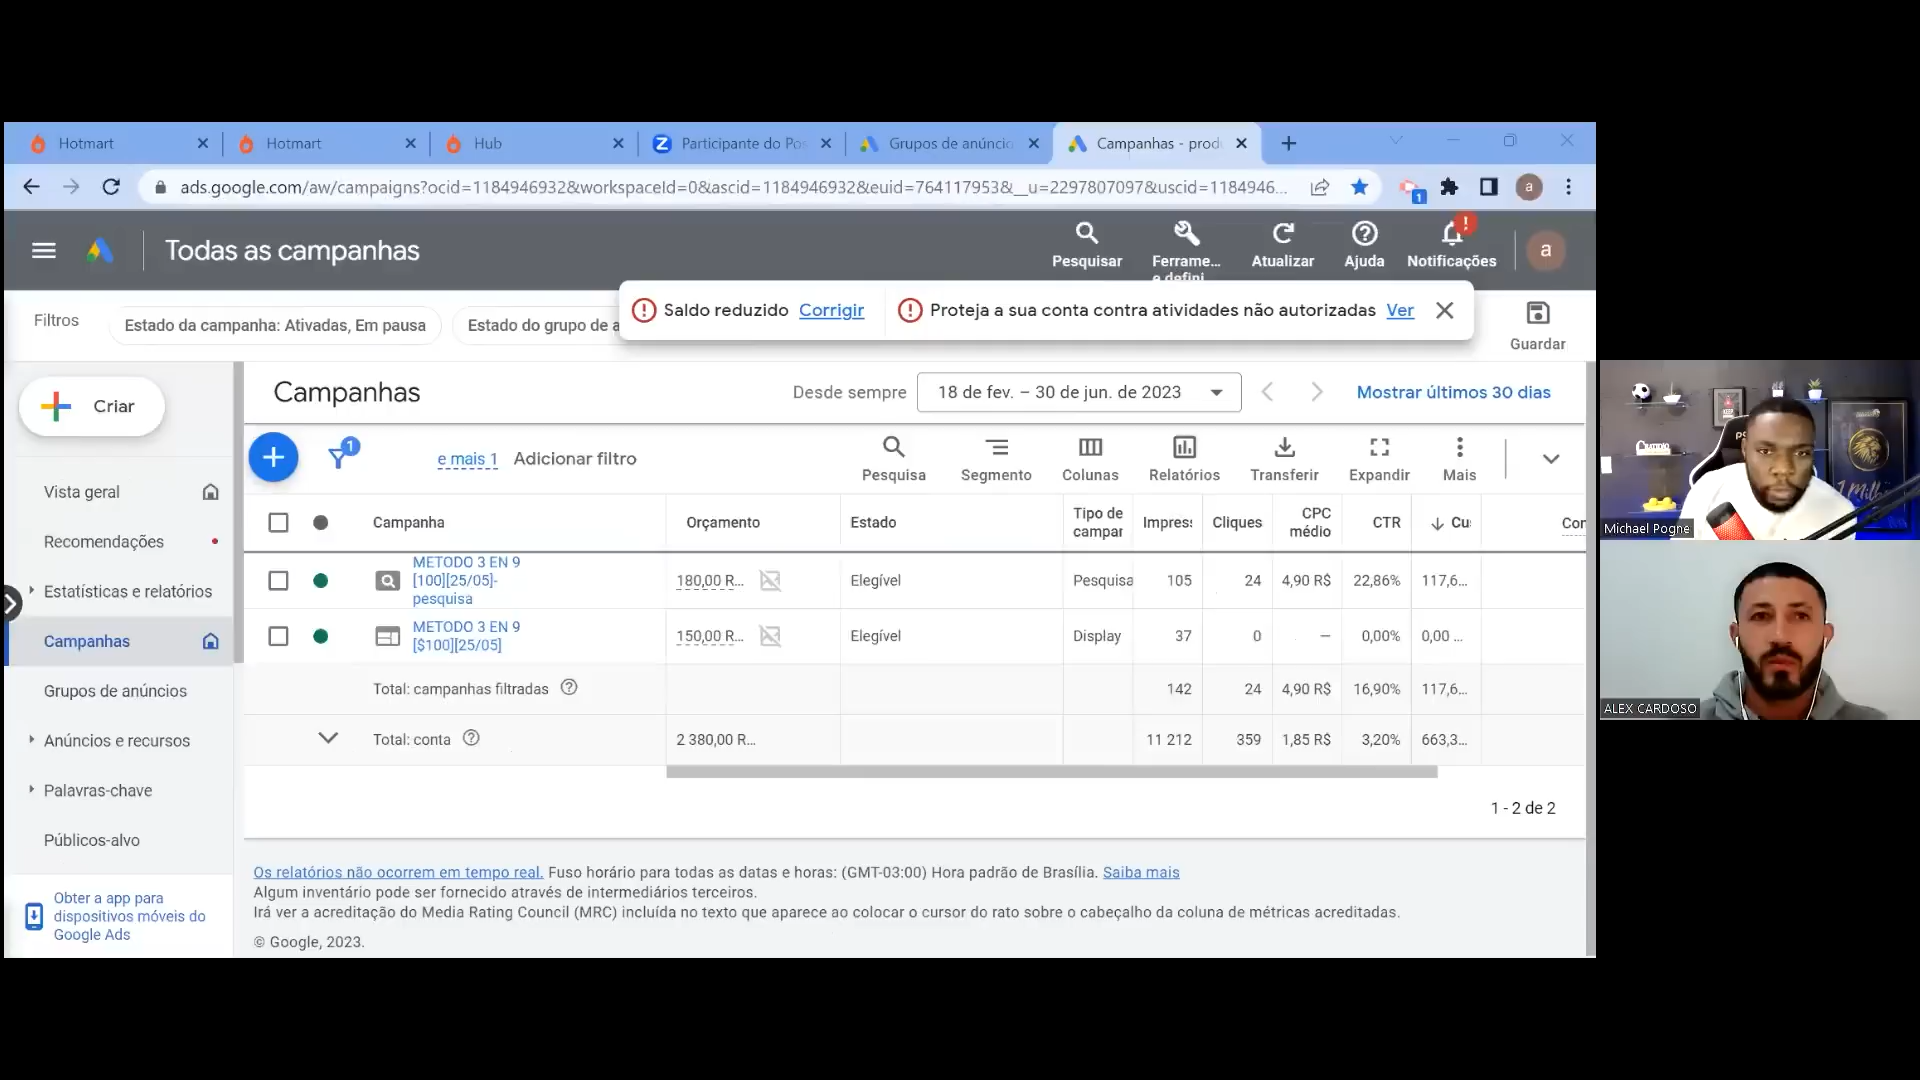 Hotmart
Hotmart
Hub
Participante do Pos
Grupos de anúncio
Campanhas - produ
ads.google.com/aw/campaigns?ocid=1184946932&workspaceId=0&ascid=1184946932&euid=764117953&__u=2297807097&uscid=1184946...
1
a
Todas as campanhas
Pesquisar
Ferrame...
e defini
Atualizar
Ajuda
Notificações
a
Saldo reduzido Corrigir
Proteja a sua conta contra atividades não autorizadas Ver
Filtros
Estado da campanha: Ativadas, Em pausa
Estado do grupo de a
Guardar
Criar
Campanhas
Desde sempre
18 de fev. – 30 de jun. de 2023
Mostrar últimos 30 dias
1
e mais 1
Adicionar filtro
Pesquisa
Segmento
Colunas
Relatórios
Transferir
Expandir
Mais
Vista geral
Recomendações
Estatísticas e relatórios
Campanhas
Grupos de anúncios
Anúncios e recursos
Palavras-chave
Públicos-alvo
Obter a app para
dispositivos móveis do
Google Ads
Campanha Orçamento Estado Tipo de campar Impres: Cliques CPC médio CTR Cu: Con
METODO 3 EN 9
[100][25/05]-
pesquisa
180,00 R... Elegível Pesquisa 105 24 4,90 R$ 22,86% 117,6...
METODO 3 EN 9
[$100][25/05]
150,00 R... Elegível Display 37 0 – 0,00% 0,00 ...
Total: campanhas filtradas 142 24 4,90 R$ 16,90% 117,6...
Total: conta 2 380,00 R... 11 212 359 1,85 R$ 3,20% 663,3...
1 - 2 de 2
Os relatórios não ocorrem em tempo real. Fuso horário para todas as datas e horas: (GMT-03:00) Hora padrão de Brasília. Saiba mais
Algum inventário pode ser fornecido através de intermediários terceiros.
Irá ver a acreditação do Media Rating Council (MRC) incluída no texto que aparece ao colocar o cursor do rato sobre o cabeçalho da coluna de métricas acreditadas.
© Google, 2023.
Michael Pogne
ALEX CARDOSO